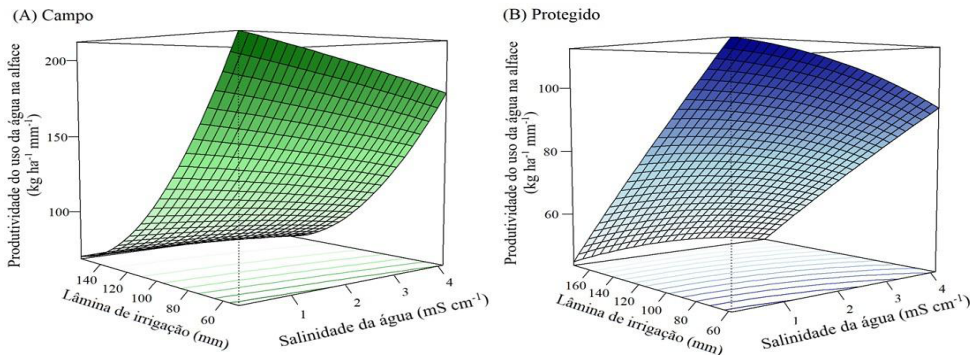 (A) Campo
Produtividade do uso da água na alface
(kg ha⁻¹ mm⁻¹)
200
150
100
140
120
100
80
60
Lâmina de irrigação (mm)
1
2
3
4
Salinidade da água (mS cm⁻¹)
(B) Protegido
Produtividade do uso da água na alface
(kg ha⁻¹ mm⁻¹)
100
80
60
160
140
120
100
80
60
Lâmina de irrigação (mm)
1
2
3
4
Salinidade da água (mS cm⁻¹)